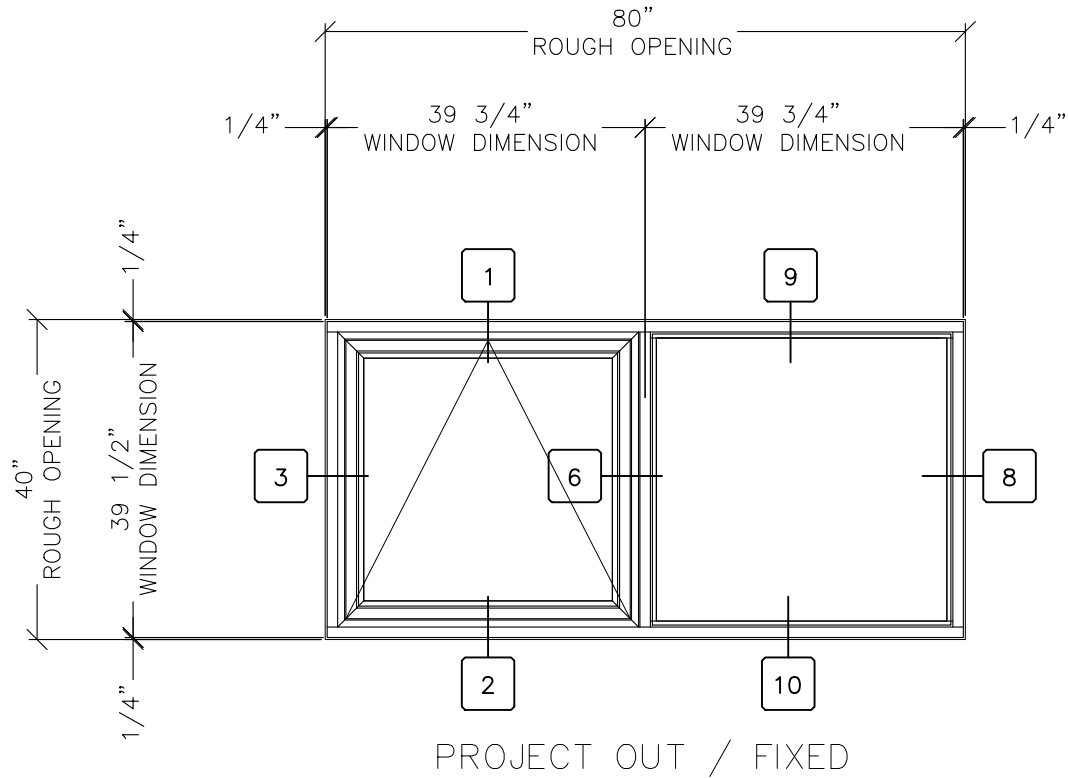 80”
ROUGH OPENING
1/4”
39 3/4”
WINDOW DIMENSION
39 3/4”
WINDOW DIMENSION
1/4”
1/4”
1
9
40”
ROUGH OPENING
39 1/2”
WINDOW DIMENSION
3
6
8
1/4”
2
10
PROJECT OUT / FIXED